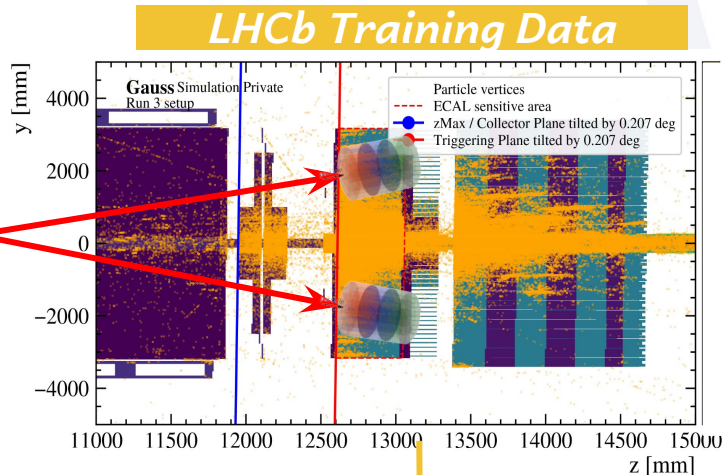 LHCb Training Data
Gauss Simulation Private
Run 3 setup
Particle vertices
ECAL sensitive area
zMax / Collector Plane tilted by 0.207 deg
Triggering Plane tilted by 0.207 deg
y [mm]
4000
2000
0
−2000
−4000
11000 11500 12000 12500 13000 13500 14000 14500 15000
z [mm]